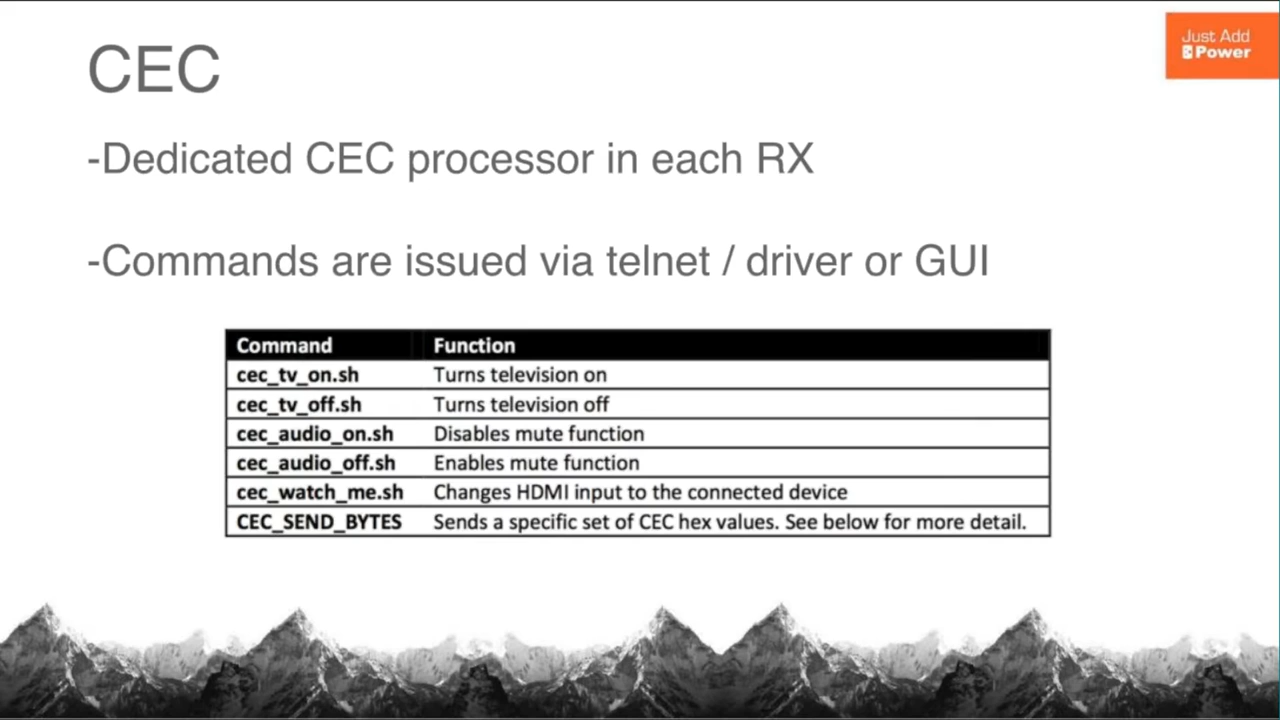 CEC
Just Add
Power
-Dedicated CEC processor in each RX
-Commands are issued via telnet / driver or GUI
Command Function
cec_tv_on.sh Turns television on
cec_tv_off.sh Turns television off
cec_audio_on.sh Disables mute function
cec_audio_off.sh Enables mute function
cec_watch_me.sh Changes HDMI input to the connected device
CEC_SEND_BYTES Sends a specific set of CEC hex values. See below for more detail.